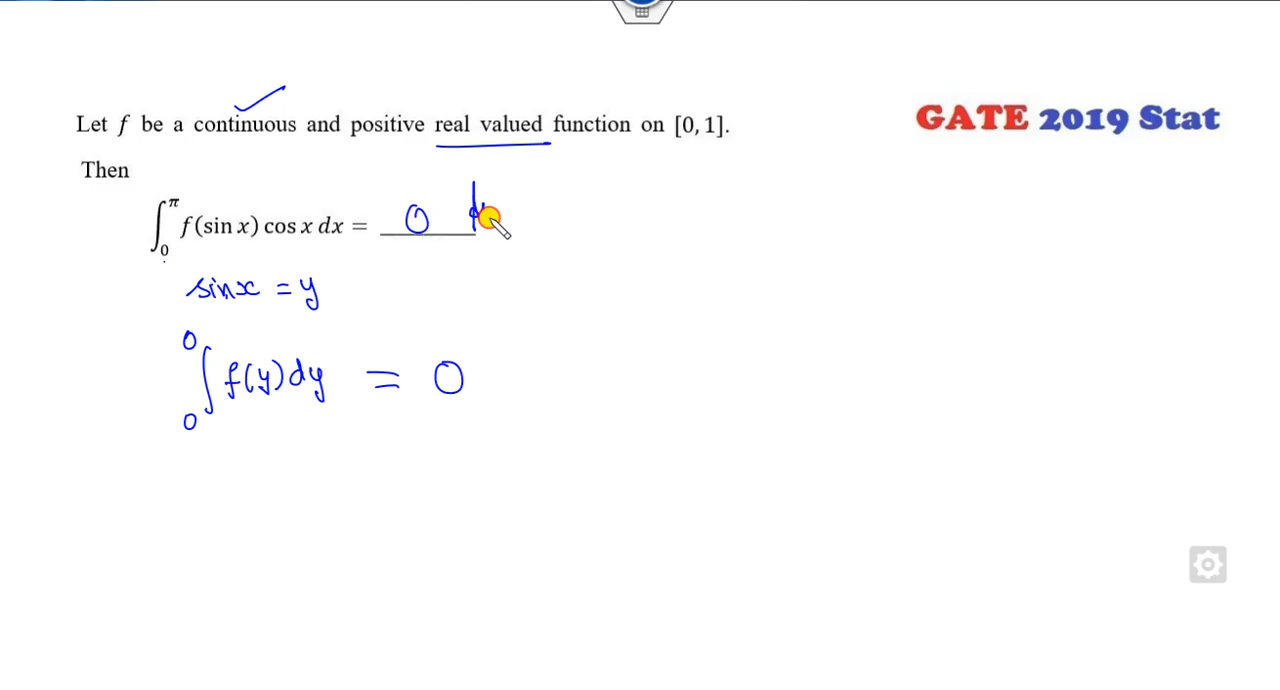 Let f be a continuous and positive real valued function on [0, 1].
GATE 2019 Stat
Then
∫₀^π f(sin x) cos x dx = 0
sinx = y
∫₀⁰ f(y)dy = 0